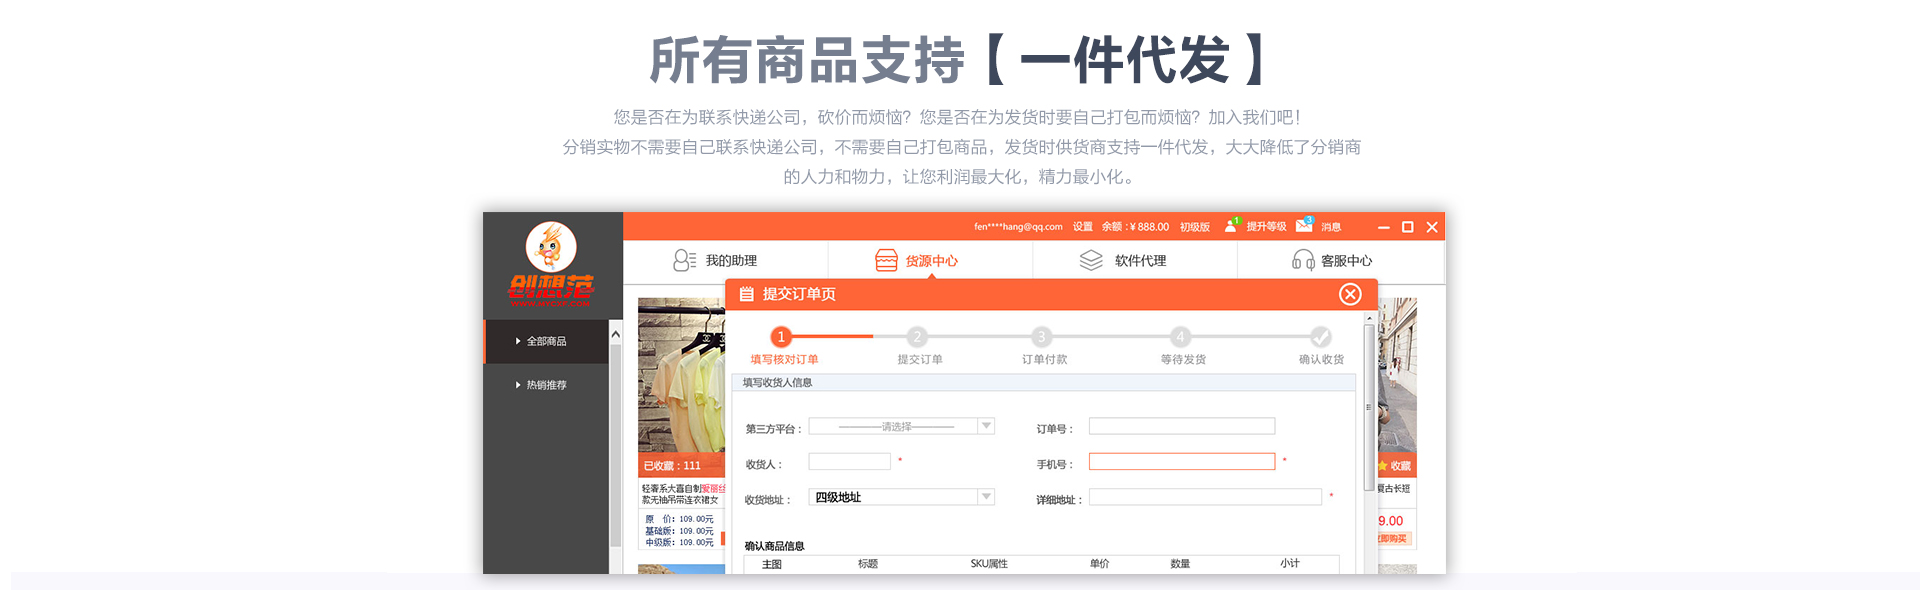 所有商品支持【一件代发】
您是否在为联系快递公司，砍价而烦恼？您是否在为发货时要自己打包而烦恼？加入我们吧！
分销实物不需要自己联系快递公司，不需要自己打包商品，发货时供货商支持一件代发，大大降低了分销商
的人力和物力，让您利润最大化，精力最小化。
fen****hang@qq.com 设置 余额：¥ 888.00 初级版 1 提升等级 3 消息
创想范
我的助理 货源中心 软件代理 客服中心
提交订单页
全部商品
热销推荐
1 2 3 4
填写核对订单 提交订单 订单付款 等待发货 确认收货
填写收货人信息
第三方平台： ————请选择———— 订单号：
收货人： * 手机号： *
收货地址： 四级地址 详细地址： *
确认商品信息
主图 标题 SKU属性 单价 数量 小计
已收藏：111
轻奢系大喜自制爱丽丝
款无袖吊带连衣裙女
原 价：109.00元
基础版：109.00元
中级版：109.00元
收藏
夏古长短
9.00
立即购买